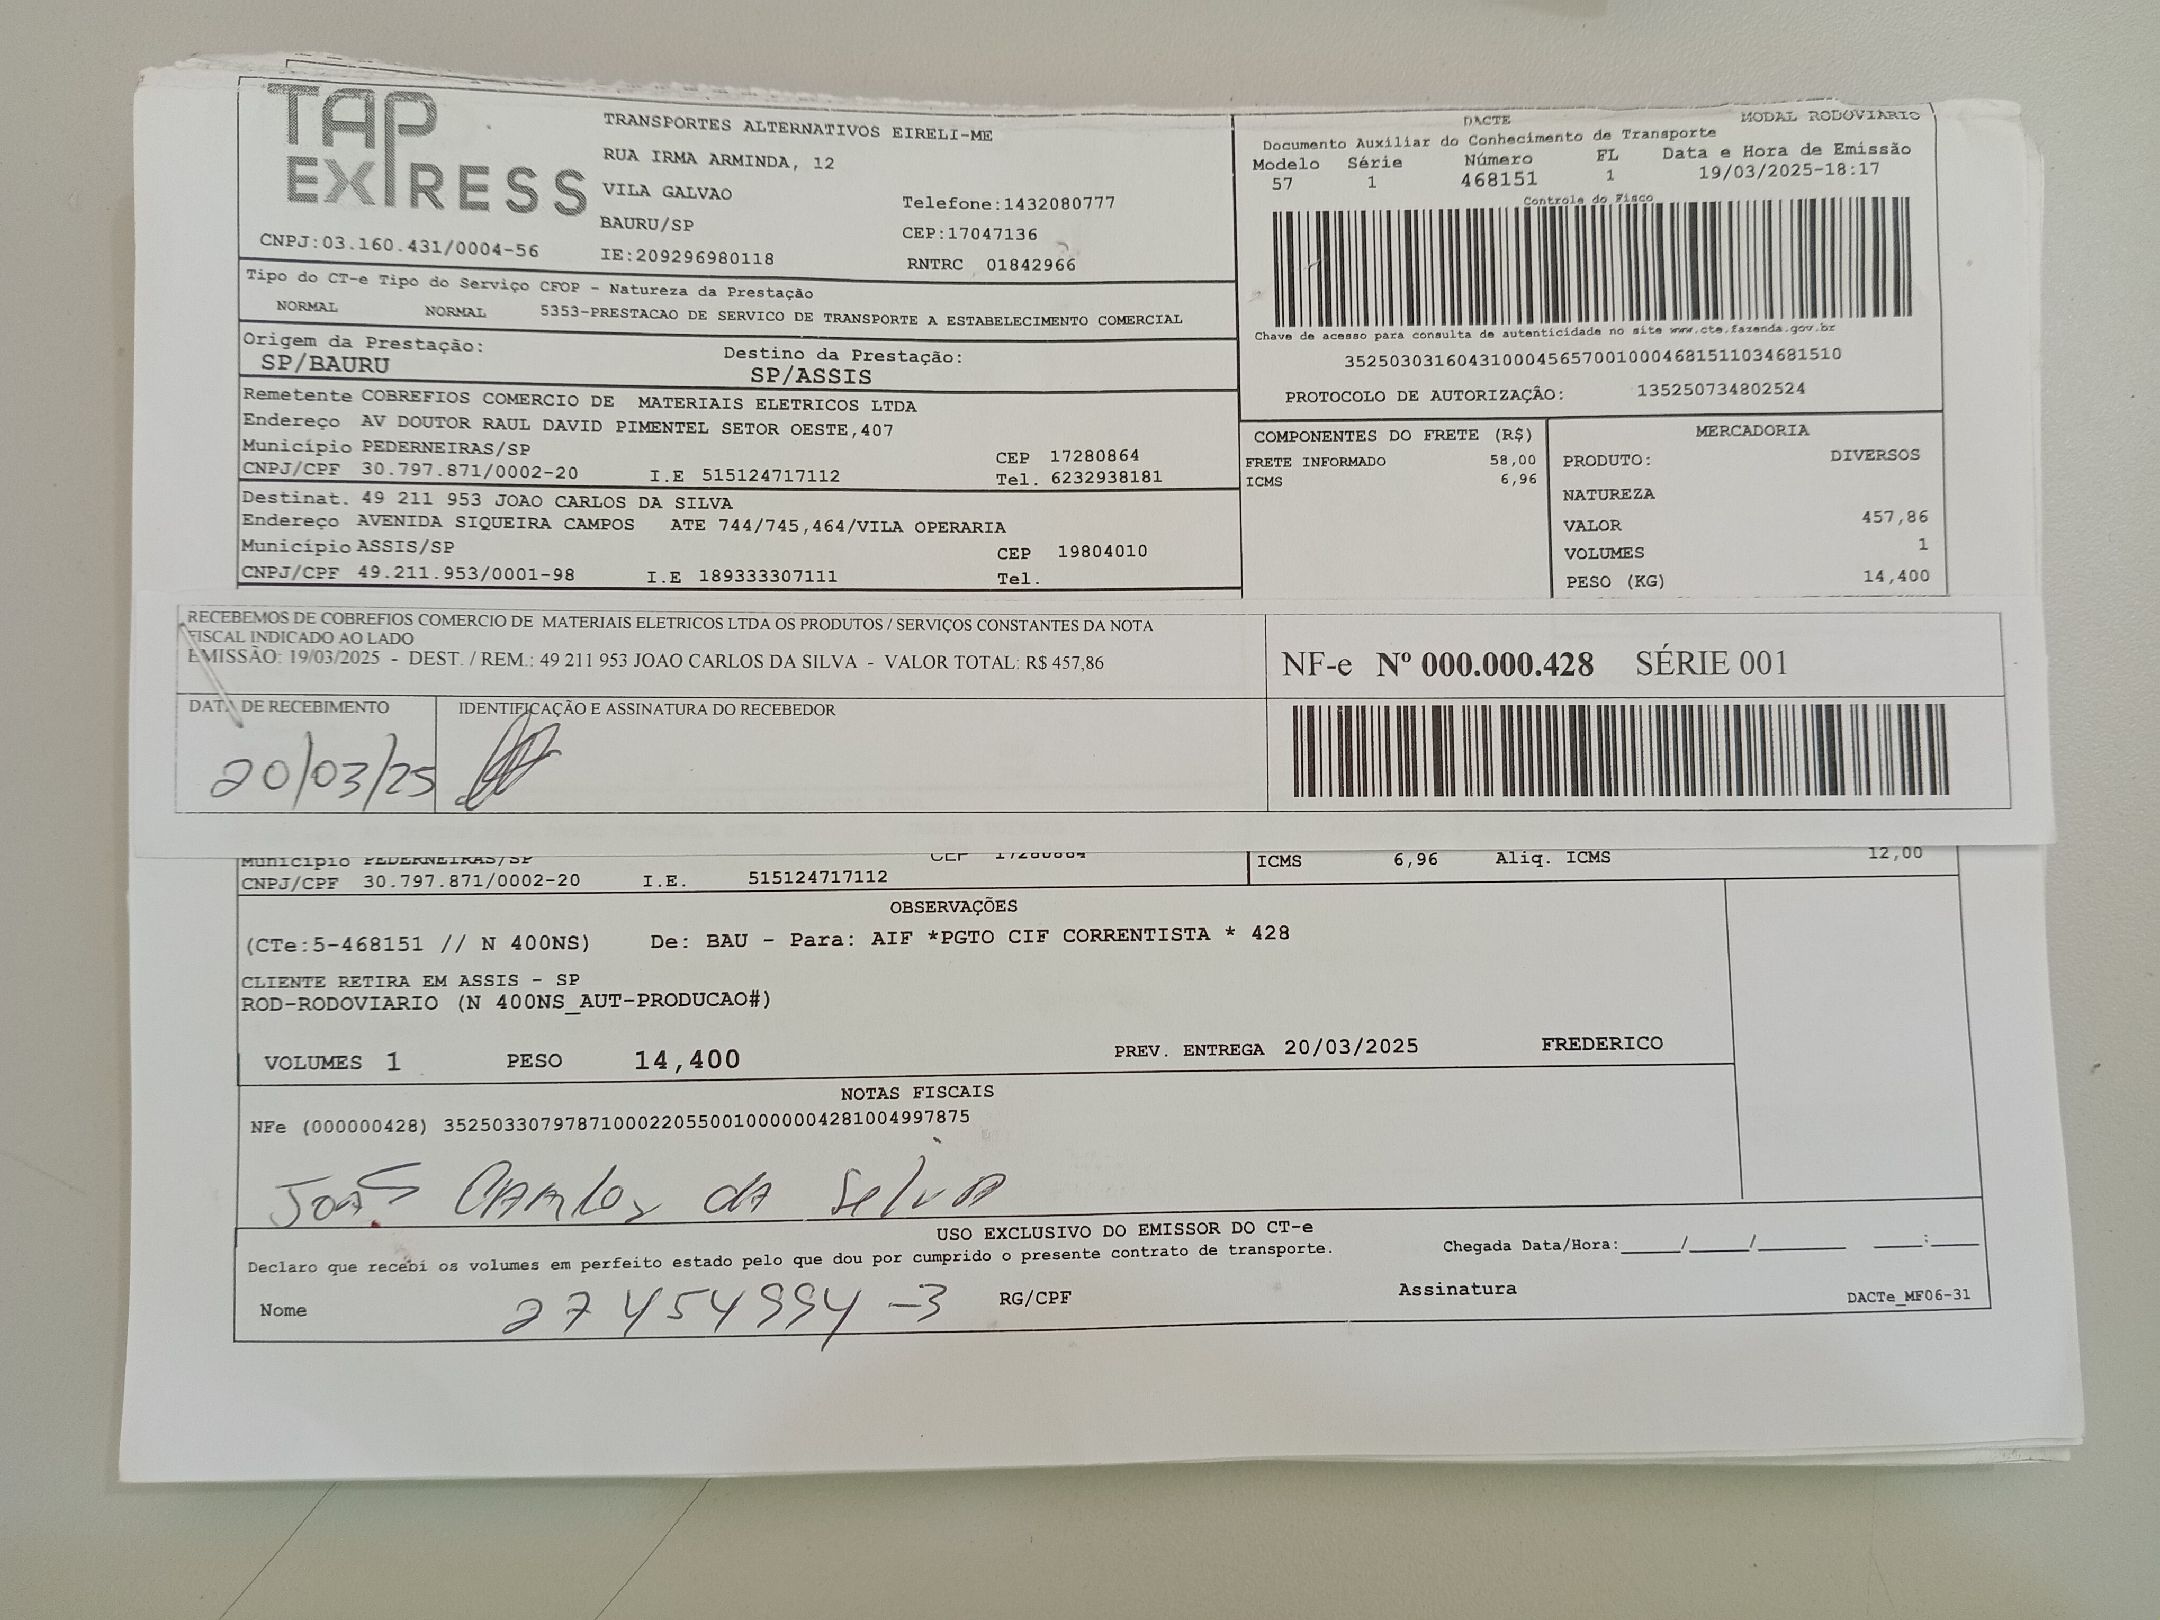 TAP EXPRESS
TRANSPORTES ALTERNATIVOS EIRELI-ME
RUA IRMA ARMINDA, 12
VILA GALVAO
BAURU/SP
Telefone:1432080777
CEP:17047136
CNPJ:03.160.431/0004-56
IE:209296980118
RNTRC 01842966
DACTE MODAL RODOVIARIO
Documento Auxiliar do Conhecimento de Transporte
Modelo Série Número FL Data e Hora de Emissão
57 1 468151 1 19/03/2025-18:17
Controle do Fisco
Chave de acesso para consulta de autenticidade no site www.cte.fazenda.gov.br
35250303160431000456570010004681511034681510
PROTOCOLO DE AUTORIZAÇÃO: 135250734802524
Tipo do CT-e Tipo do Serviço CFOP - Natureza da Prestação
NORMAL NORMAL 5353-PRESTACAO DE SERVICO DE TRANSPORTE A ESTABELECIMENTO COMERCIAL
Origem da Prestação: Destino da Prestação:
SP/BAURU SP/ASSIS
Remetente COBREFIOS COMERCIO DE MATERIAIS ELETRICOS LTDA
Endereço AV DOUTOR RAUL DAVID PIMENTEL SETOR OESTE,407
Município PEDERNEIRAS/SP CEP 17280864
CNPJ/CPF 30.797.871/0002-20 I.E 515124717112 Tel. 6232938181
Destinat. 49 211 953 JOAO CARLOS DA SILVA
Endereço AVENIDA SIQUEIRA CAMPOS ATE 744/745,464/VILA OPERARIA
Município ASSIS/SP CEP 19804010
CNPJ/CPF 49.211.953/0001-98 I.E 189333307111 Tel.
COMPONENTES DO FRETE (R$)
FRETE INFORMADO 58,00
ICMS 6,96
MERCADORIA
PRODUTO: DIVERSOS
NATUREZA
VALOR 457,86
VOLUMES 1
PESO (KG) 14,400
RECEBEMOS DE COBREFIOS COMERCIO DE MATERIAIS ELETRICOS LTDA OS PRODUTOS / SERVIÇOS CONSTANTES DA NOTA
FISCAL INDICADO AO LADO
EMISSÃO: 19/03/2025 - DEST. / REM.: 49 211 953 JOAO CARLOS DA SILVA - VALOR TOTAL: R$ 457,86
NF-e Nº 000.000.428 SÉRIE 001
DATA DE RECEBIMENTO IDENTIFICAÇÃO E ASSINATURA DO RECEBEDOR
20/03/25
Município PEDERNEIRAS/SP CEP 17280864
CNPJ/CPF 30.797.871/0002-20 I.E. 515124717112
ICMS 6,96 Aliq. ICMS 12,00
OBSERVAÇÕES
(CTe:5-468151 // N 400NS) De: BAU - Para: AIF *PGTO CIF CORRENTISTA * 428
CLIENTE RETIRA EM ASSIS - SP
ROD-RODOVIARIO (N 400NS_AUT-PRODUCAO#)
VOLUMES 1 PESO 14,400 PREV. ENTREGA 20/03/2025 FREDERICO
NOTAS FISCAIS
NFe (000000428) 35250330797871000220550010000004281004997875
João Carlos da Selva
USO EXCLUSIVO DO EMISSOR DO CT-e
Declaro que recebi os volumes em perfeito estado pelo que dou por cumprido o presente contrato de transporte.
Chegada Data/Hora:____/____/______ ____:____
Nome 27454994-3 RG/CPF Assinatura
DACTe_MF06-31